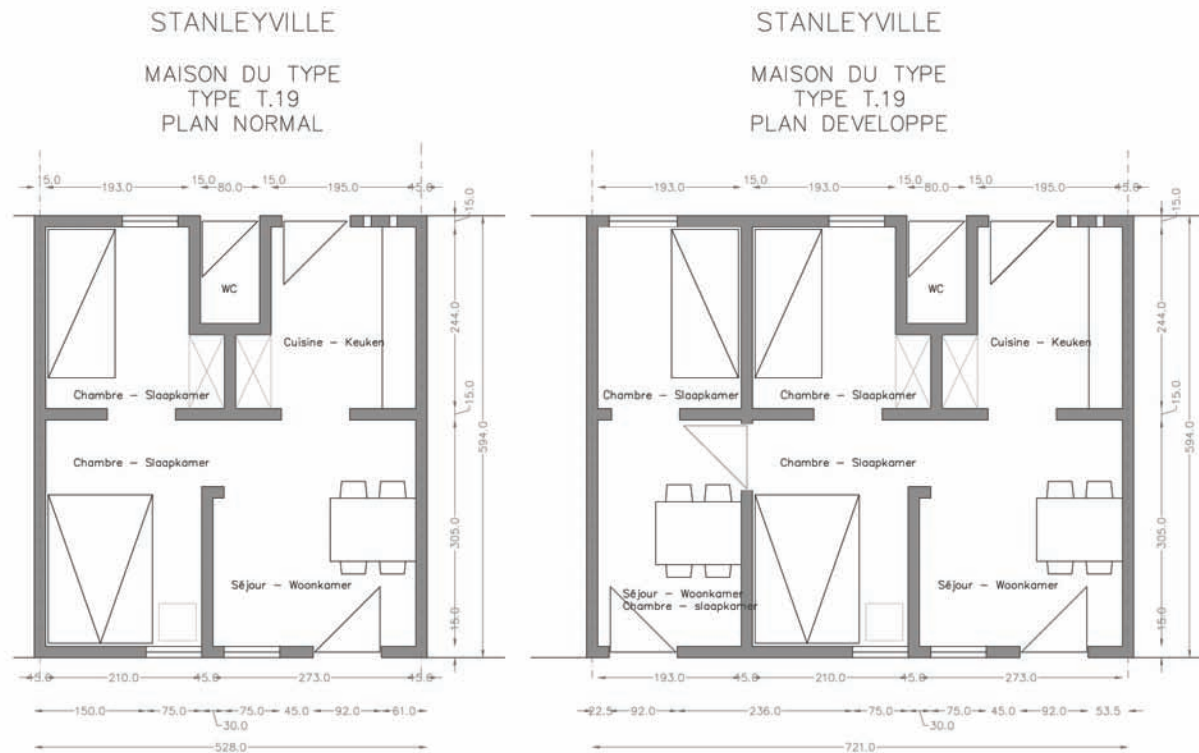 STANLEYVILLE
MAISON DU TYPE
TYPE T.19
PLAN NORMAL
15.0 193.0 15.0 80.0 15.0 195.0 45.0
15.0
244.0
15.0
594.0
305.0
15.0
WC
Cuisine – Keuken
Chambre – Slaapkamer
Chambre – Slaapkamer
Séjour – Woonkamer
45.0 210.0 45.0 273.0 45.0
150.0 75.0 75.0 45.0 92.0 61.0
30.0
528.0
STANLEYVILLE
MAISON DU TYPE
TYPE T.19
PLAN DEVELOPPE
193.0 15.0 193.0 15.0 80.0 15.0 195.0 45.0
15.0
244.0
15.0
594.0
305.0
15.0
WC
Cuisine – Keuken
Chambre – Slaapkamer
Chambre – Slaapkamer
Chambre – Slaapkamer
Séjour – Woonkamer
Séjour – Woonkamer
Chambre – slaapkamer
193.0 45.0 210.0 45.0 273.0
22.5 92.0 236.0 75.0 75.0 45.0 92.0 53.5
30.0
721.0